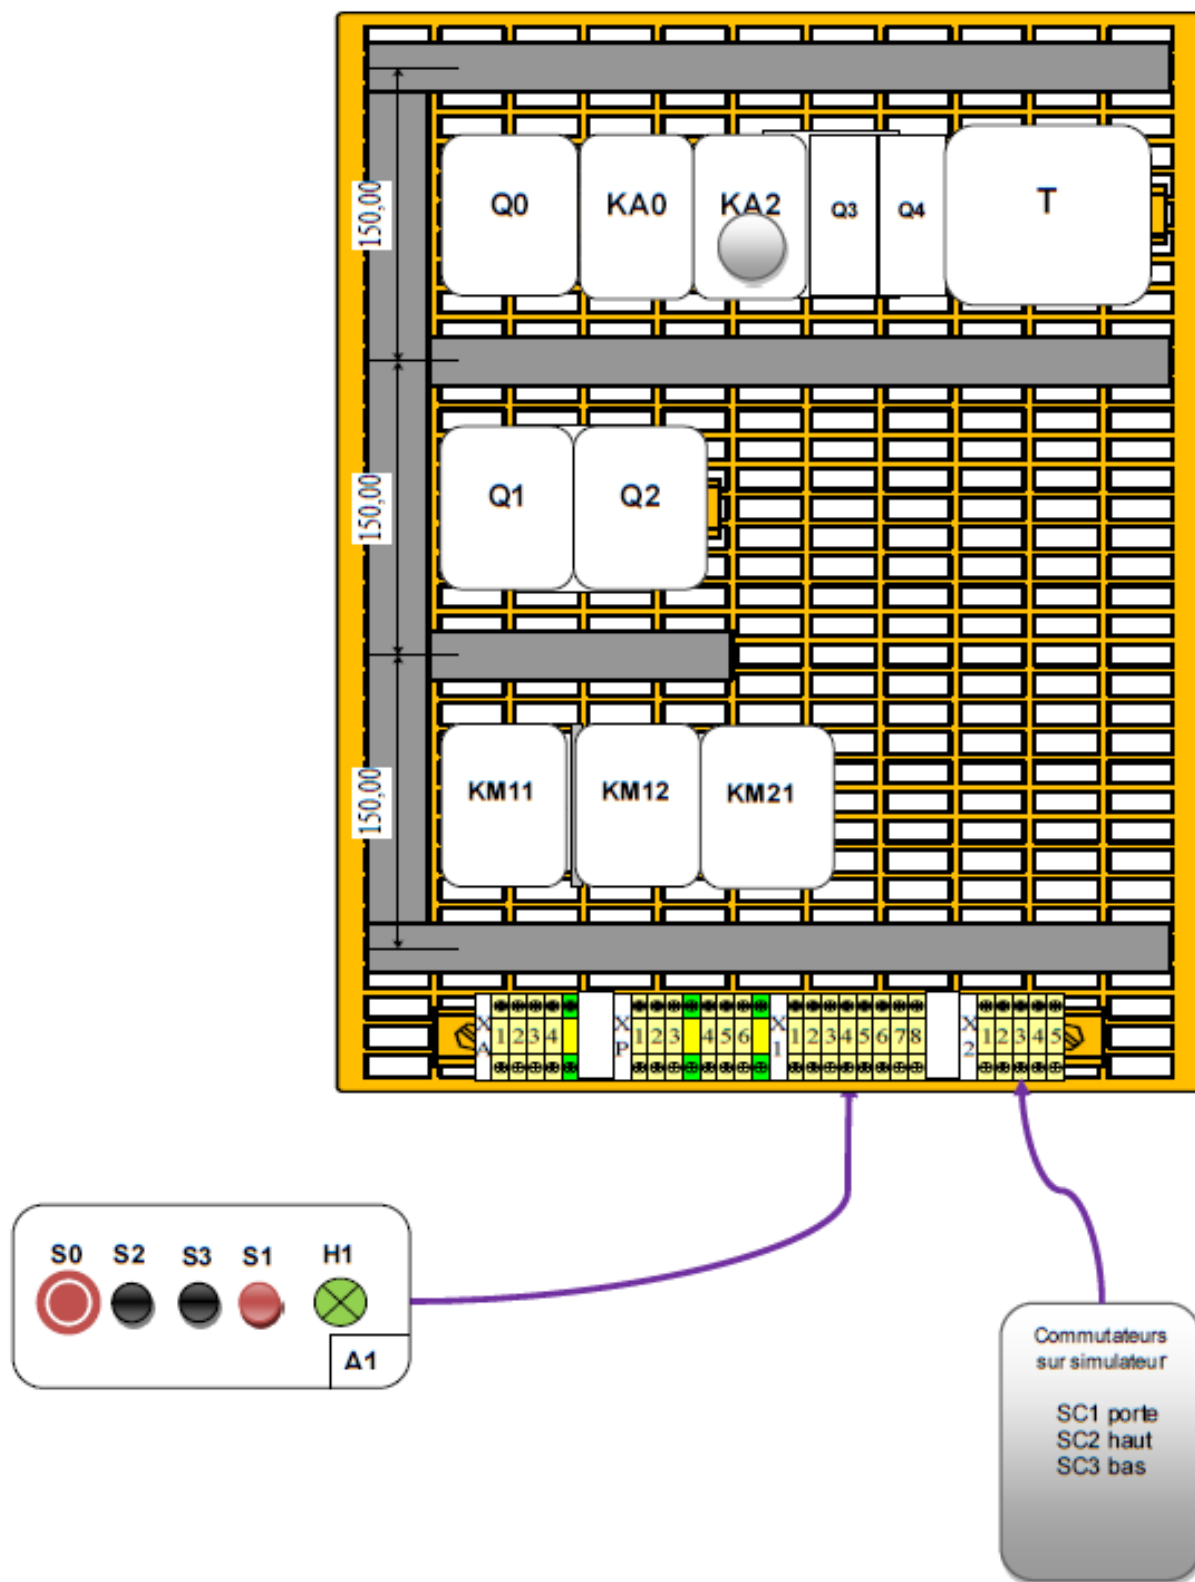 150,00
Q0 KA0 KA2 Q3 Q4 T
150,00
Q1 Q2
150,00
KM11 KM12 KM21
XA 1 2 3 4 XP 1 2 3 4 5 6 X1 1 2 3 4 5 6 7 8 X2 1 2 3 4 5
S0 S2 S3 S1 H1
A1
Commutateurs
sur simulateur
SC1 porte
SC2 haut
SC3 bas